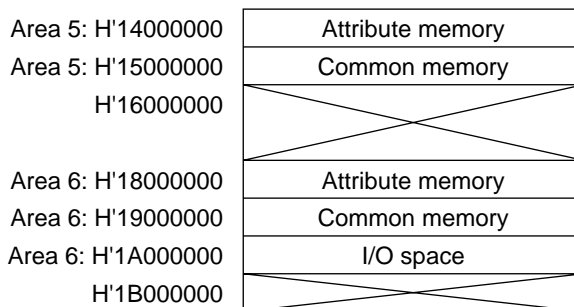 Area 5: H'14000000 Attribute memory
Area 5: H'15000000 Common memory
H'16000000
Area 6: H'18000000 Attribute memory
Area 6: H'19000000 Common memory
Area 6: H'1A000000 I/O space
H'1B000000